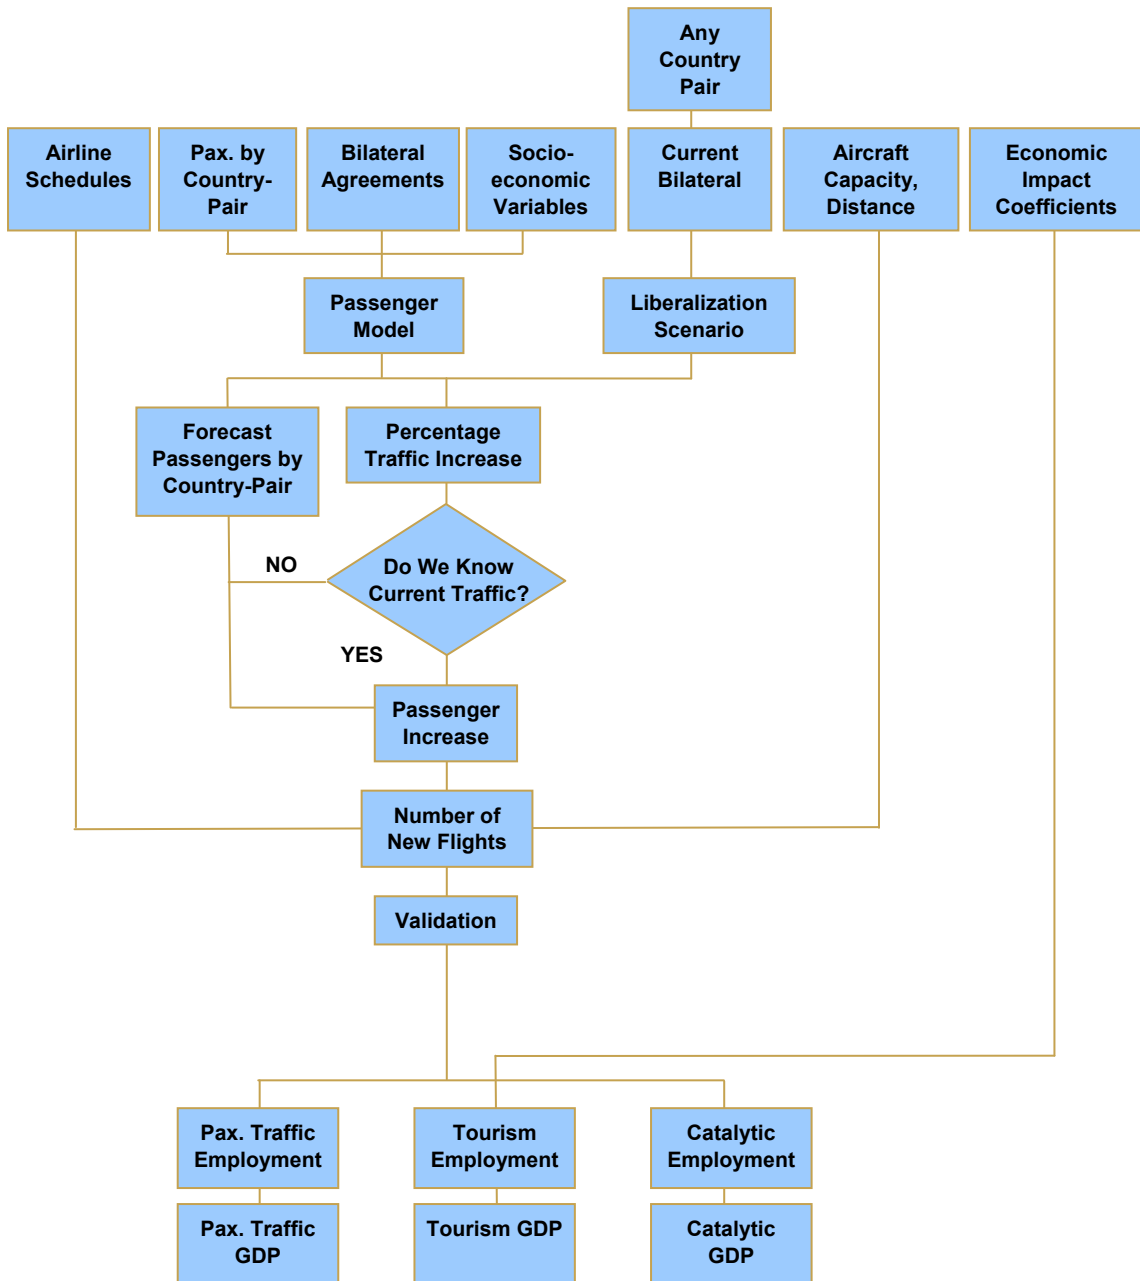 Any
Country
Pair
Airline
Schedules
Pax. by
Country-
Pair
Bilateral
Agreements
Socio-
economic
Variables
Current
Bilateral
Aircraft
Capacity,
Distance
Economic
Impact
Coefficients
Passenger
Model
Liberalization
Scenario
Forecast
Passengers by
Country-Pair
Percentage
Traffic Increase
NO
Do We Know
Current Traffic?
YES
Passenger
Increase
Number of
New Flights
Validation
Pax. Traffic
Employment
Tourism
Employment
Catalytic
Employment
Pax. Traffic
GDP
Tourism GDP
Catalytic
GDP